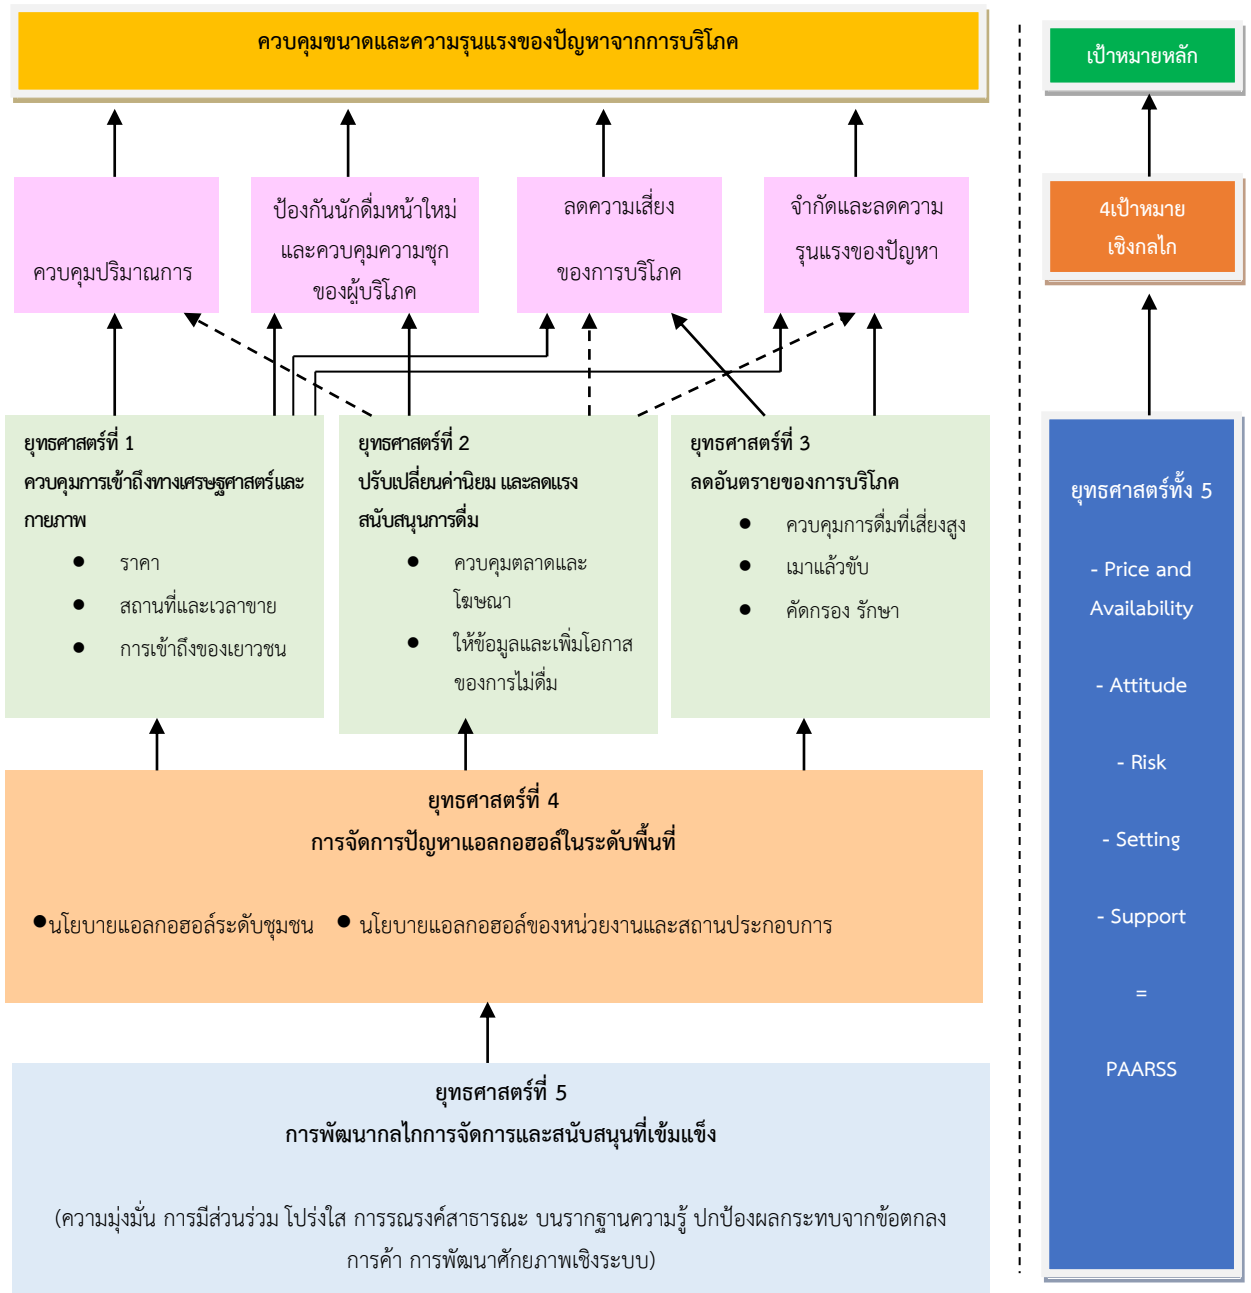 ควบคุมขนาดและความรุนแรงของปัญหาจากการบริโภค
ควบคุมปริมาณการ
ป้องกันนักดื่มหน้าใหม่
และควบคุมความชุก
ของผู้บริโภค
ลดความเสี่ยง
ของการบริโภค
จำกัดและลดความ
รุนแรงของปัญหา
ยุทธศาสตร์ที่ 1
ควบคุมการเข้าถึงทางเศรษฐศาสตร์และ
กายภาพ
● ราคา
● สถานที่และเวลาขาย
● การเข้าถึงของเยาวชน
ยุทธศาสตร์ที่ 2
ปรับเปลี่ยนค่านิยม และลดแรง
สนับสนุนการดื่ม
● ควบคุมตลาดและ
โฆษณา
● ให้ข้อมูลและเพิ่มโอกาส
ของการไม่ดื่ม
ยุทธศาสตร์ที่ 3
ลดอันตรายของการบริโภค
● ควบคุมการดื่มที่เสี่ยงสูง
● เมาแล้วขับ
● คัดกรอง รักษา
ยุทธศาสตร์ที่ 4
การจัดการปัญหาแอลกอฮอล์ในระดับพื้นที่
●นโยบายแอลกอฮอล์ระดับชุมชน ● นโยบายแอลกอฮอล์ของหน่วยงานและสถานประกอบการ
ยุทธศาสตร์ที่ 5
การพัฒนากลไกการจัดการและสนับสนุนที่เข้มแข็ง
(ความมุ่งมั่น การมีส่วนร่วม โปร่งใส การรณรงค์สาธารณะ บนรากฐานความรู้ ปกป้องผลกระทบจากข้อตกลง
การค้า การพัฒนาศักยภาพเชิงระบบ)
เป้าหมายหลัก
4เป้าหมาย
เชิงกลไก
ยุทธศาสตร์ทั้ง 5
- Price and
Availability
- Attitude
- Risk
- Setting
- Support
=
PAARSS